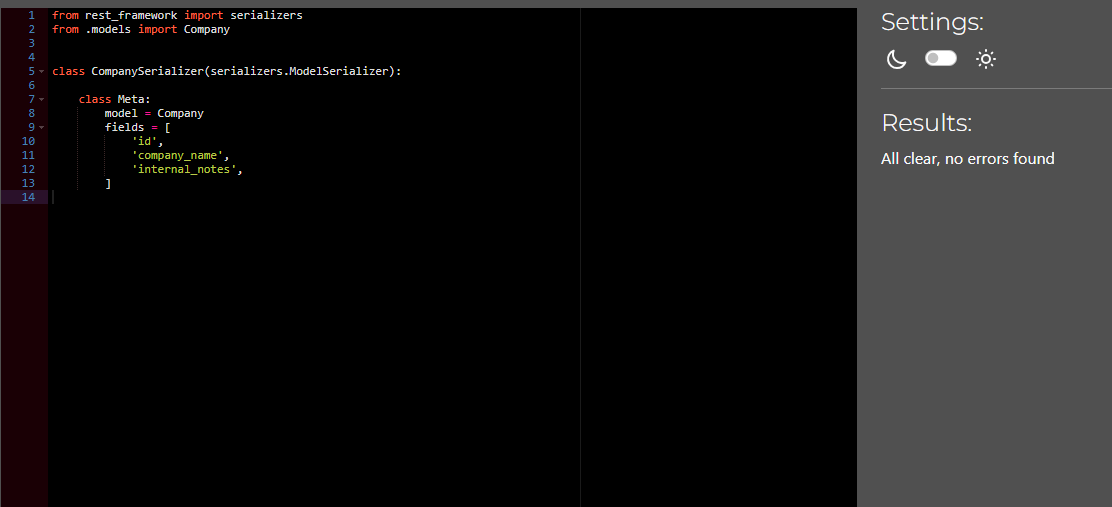 1 from rest_framework import serializers
2 from .models import Company
3
4
5 class CompanySerializer(serializers.ModelSerializer):
6
7     class Meta:
8         model = Company
9         fields = [
10             'id',
11             'company_name',
12             'internal_notes',
13         ]
14
Settings:
Results:
All clear, no errors found